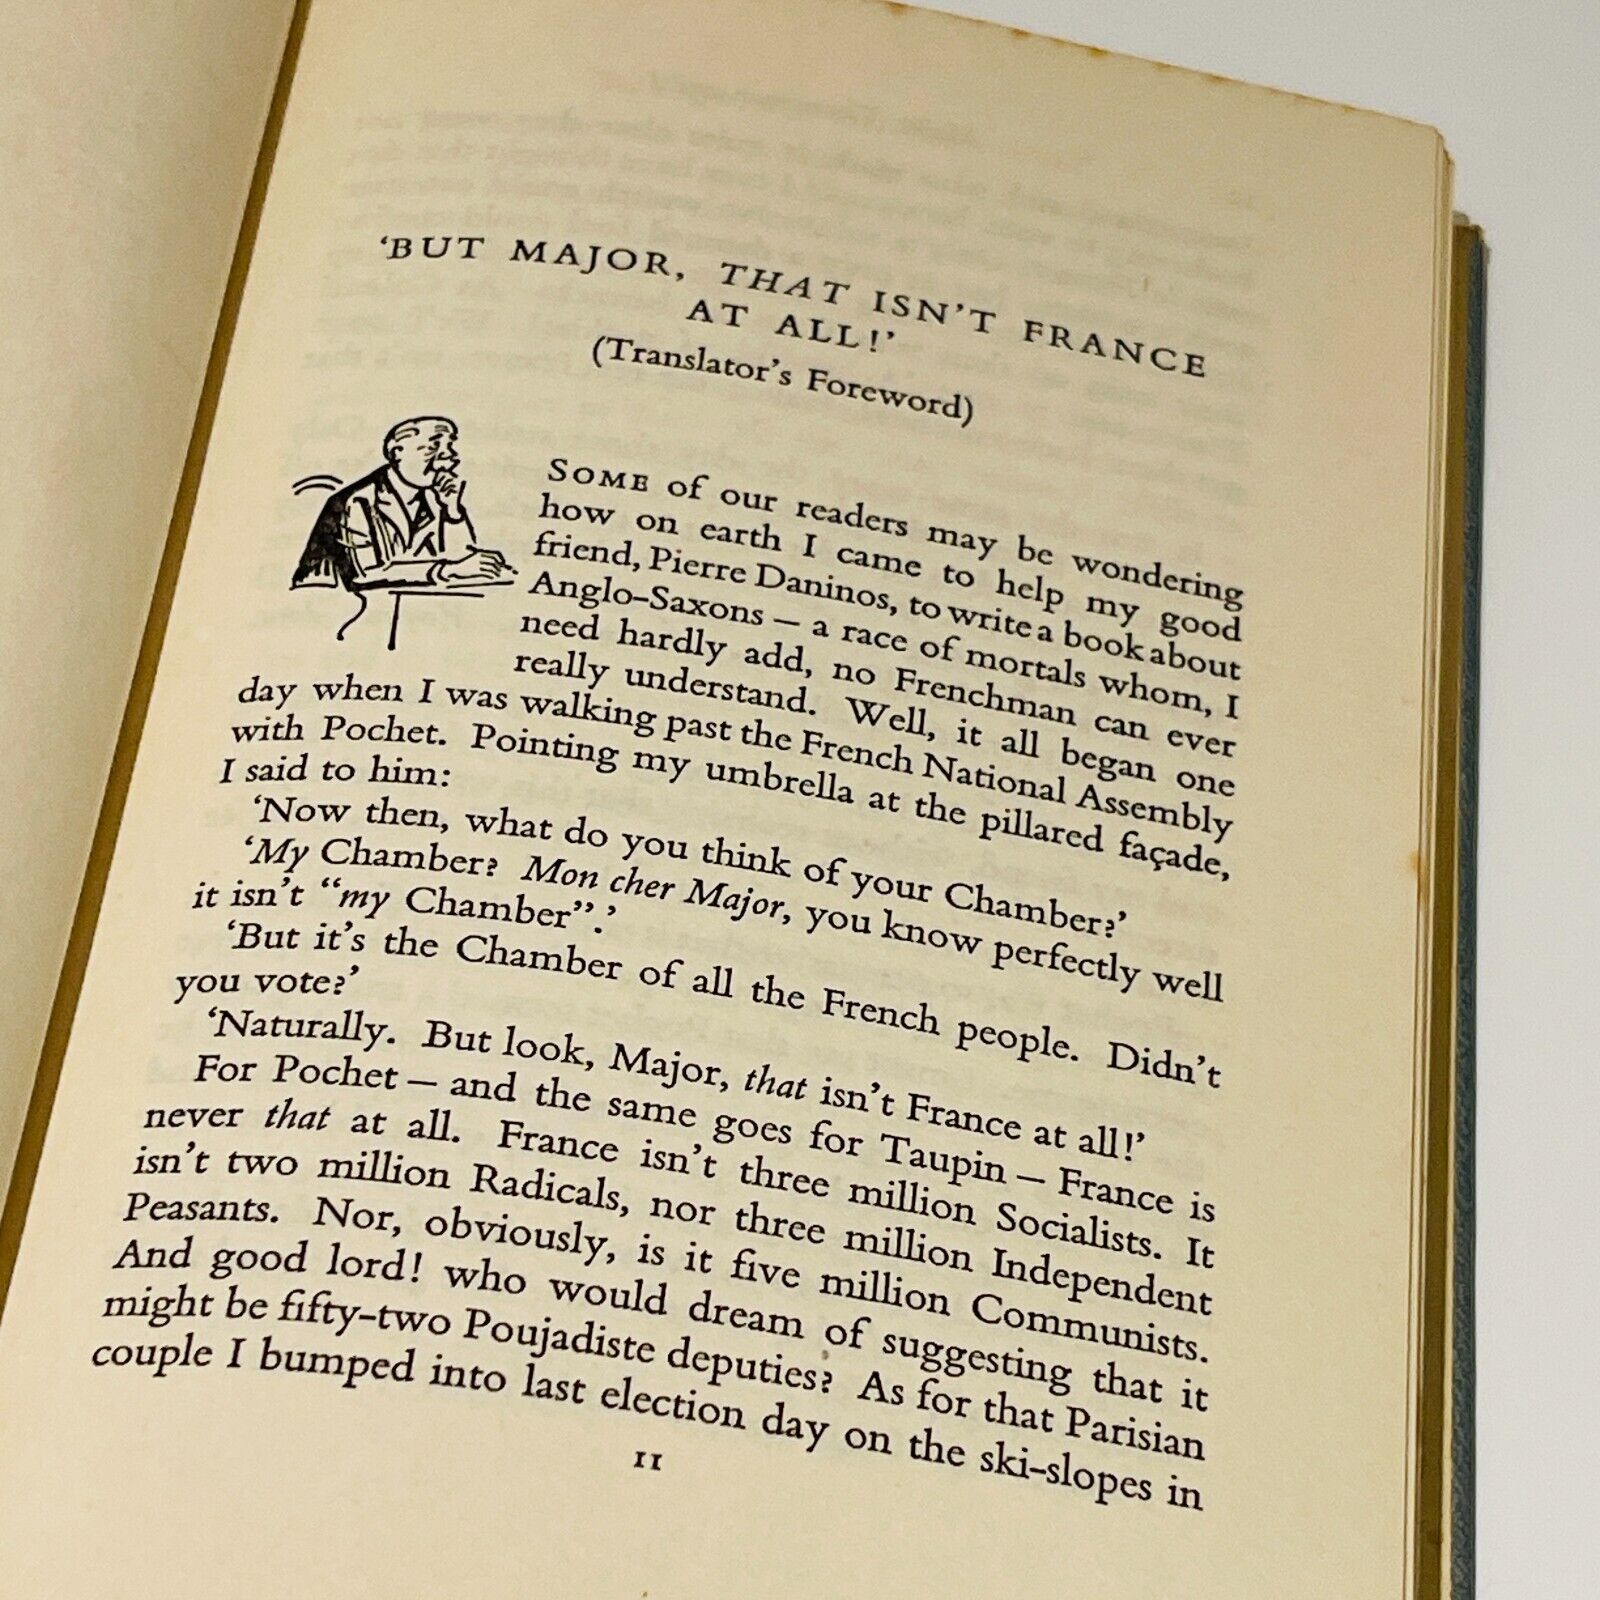 'BUT MAJOR, THAT ISN'T FRANCE
AT ALL!'
(Translator's Foreword)
SOME of our readers may be wondering
how on earth I came to help my good
friend, Pierre Daninos, to write a book about
Anglo-Saxons – a race of mortals whom, I
need hardly add, no Frenchman can ever
really understand. Well, it all began one
day when I was walking past the French National Assembly
with Pochet. Pointing my umbrella at the pillared façade,
I said to him:
'Now then, what do you think of your Chamber?'
'My Chamber? Mon cher Major, you know perfectly well
it isn't "my Chamber".'
'But it's the Chamber of all the French people. Didn't
you vote?'
'Naturally. But look, Major, that isn't France at all!'
For Pochet – and the same goes for Taupin – France is
never that at all. France isn't three million Socialists. It
isn't two million Radicals, nor three million Independent
Peasants. Nor, obviously, is it five million Communists.
And good lord! who would dream of suggesting that it
might be fifty-two Poujadiste deputies? As for that Parisian
couple I bumped into last election day on the ski-slopes in
11